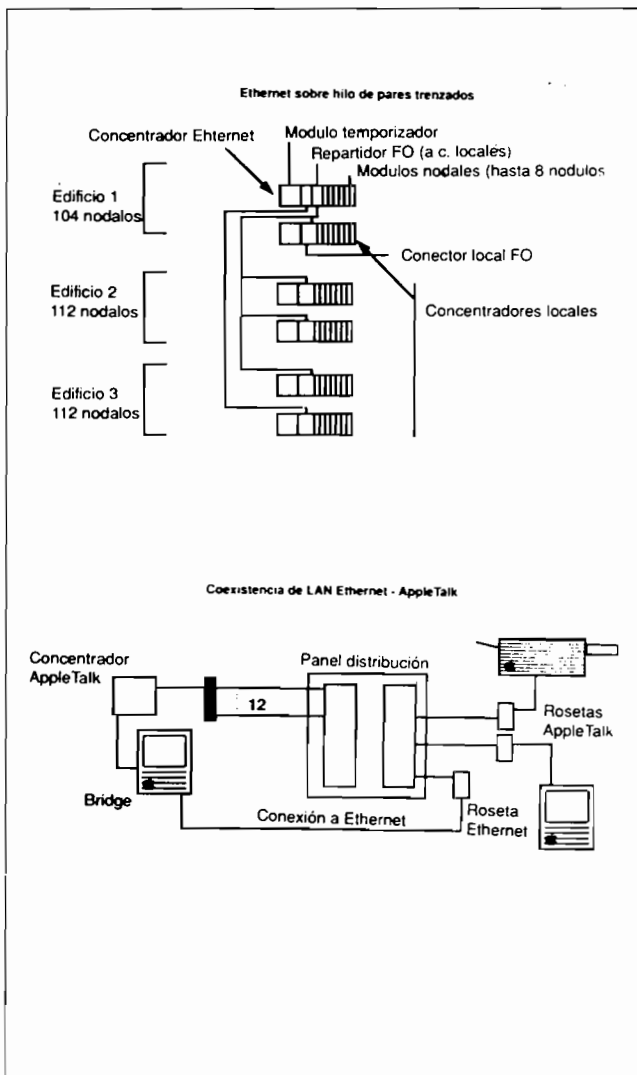 Ethernet sobre hilo de pares trenzados
Concentrador Ehternet
Modulo temporizador
Repartidor FO (a c. locales)
Modulos nodales (hasta 8 nodulos
Edificio 1
104 nodalos
Conector local FO
Edificio 2
112 nodalos
Concentradores locales
Edificio 3
112 nodalos
Coexistencia de LAN Ethernet - AppleTalk
Concentrador
AppleTalk
Panel distribución
12
Rosetas
AppleTalk
Bridge
Conexión a Ethernet
Roseta
Ethernet